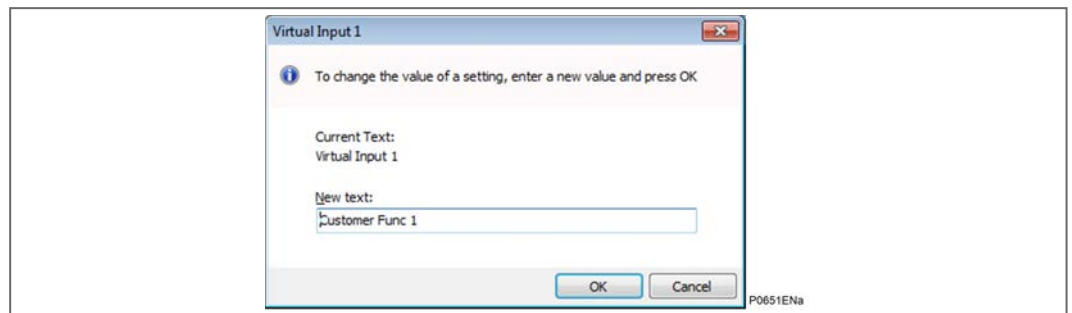 Virtual Input 1
To change the value of a setting, enter a new value and press OK
Current Text:
Virtual Input 1
New text:
Customer Func 1
OK Cancel
P0651ENa